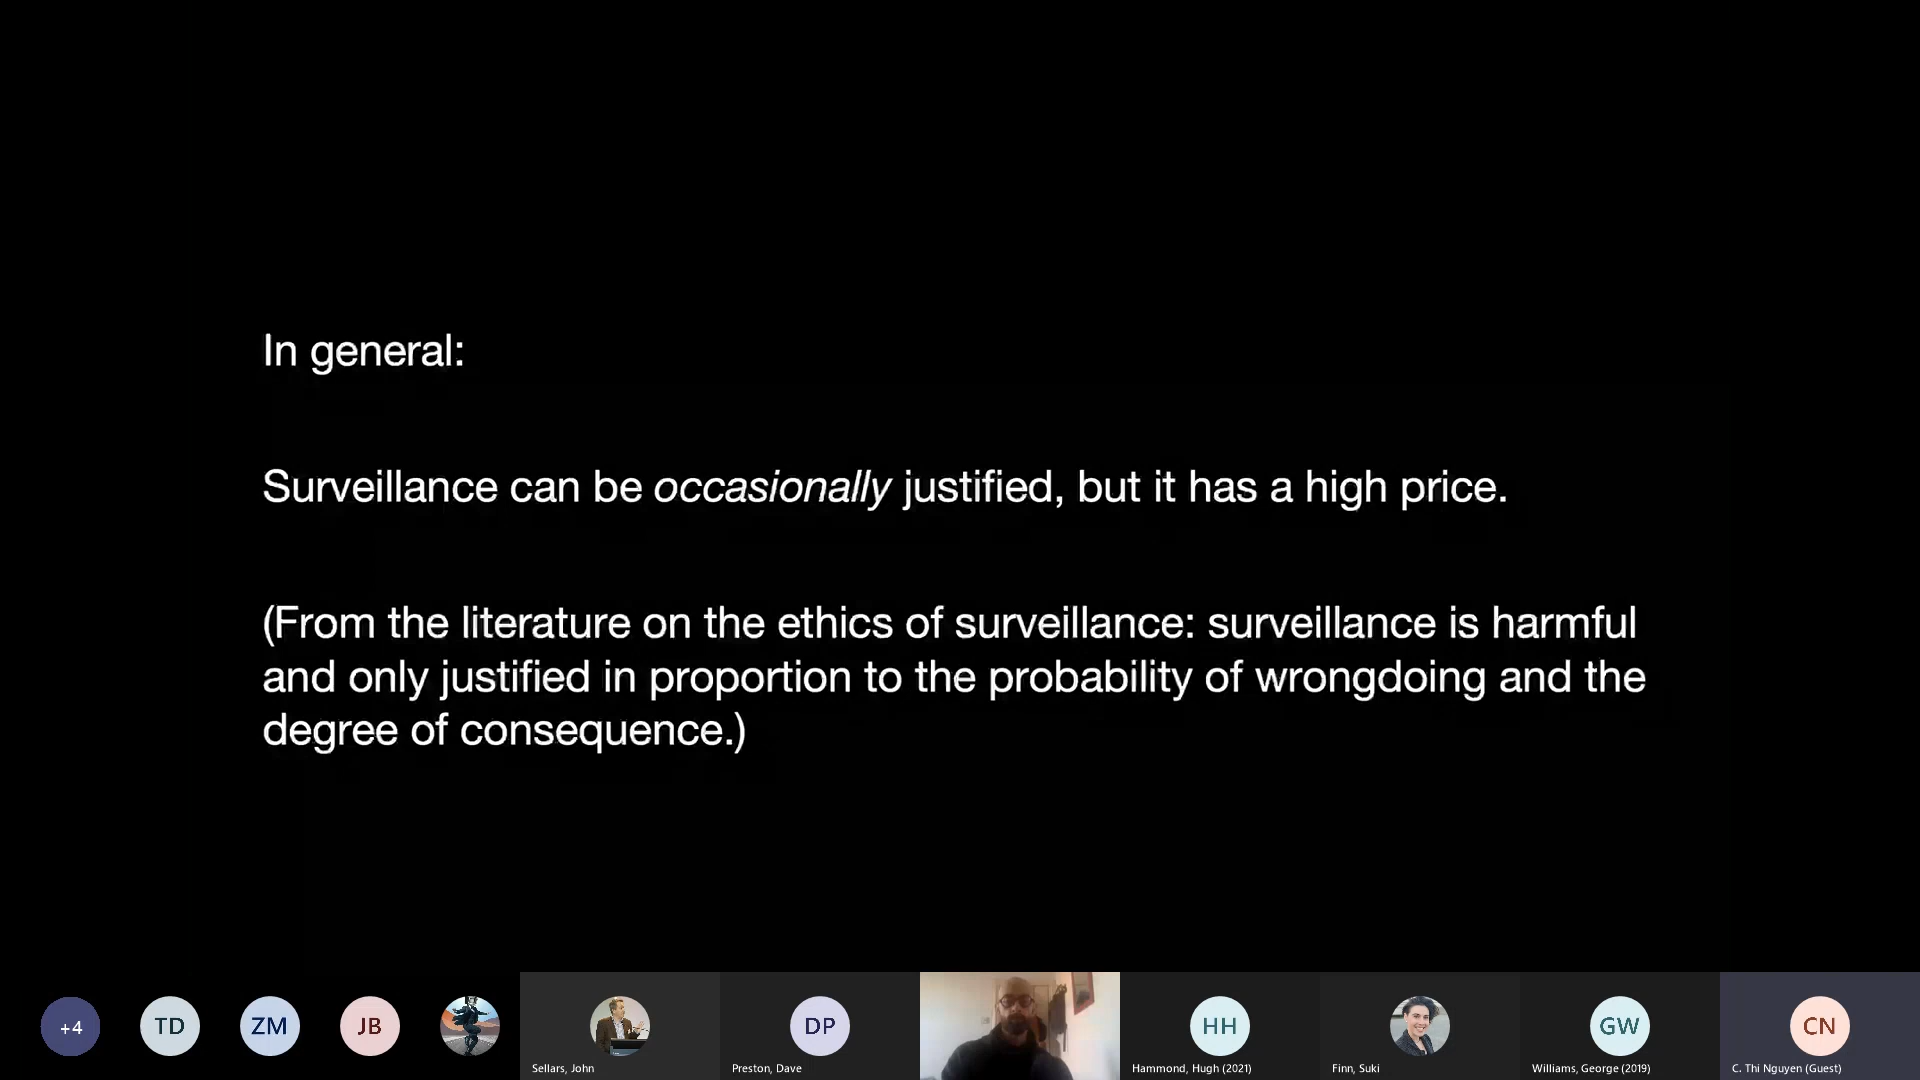 In general:
Surveillance can be occasionally justified, but it has a high price.
(From the literature on the ethics of surveillance: surveillance is harmful
and only justified in proportion to the probability of wrongdoing and the
degree of consequence.)
+4
TD
ZM
JB
Sellars, John
DP
Preston, Dave
HH
Hammond, Hugh (2021)
Finn, Suki
GW
Williams, George (2019)
CN
C. Thi Nguyen (Guest)